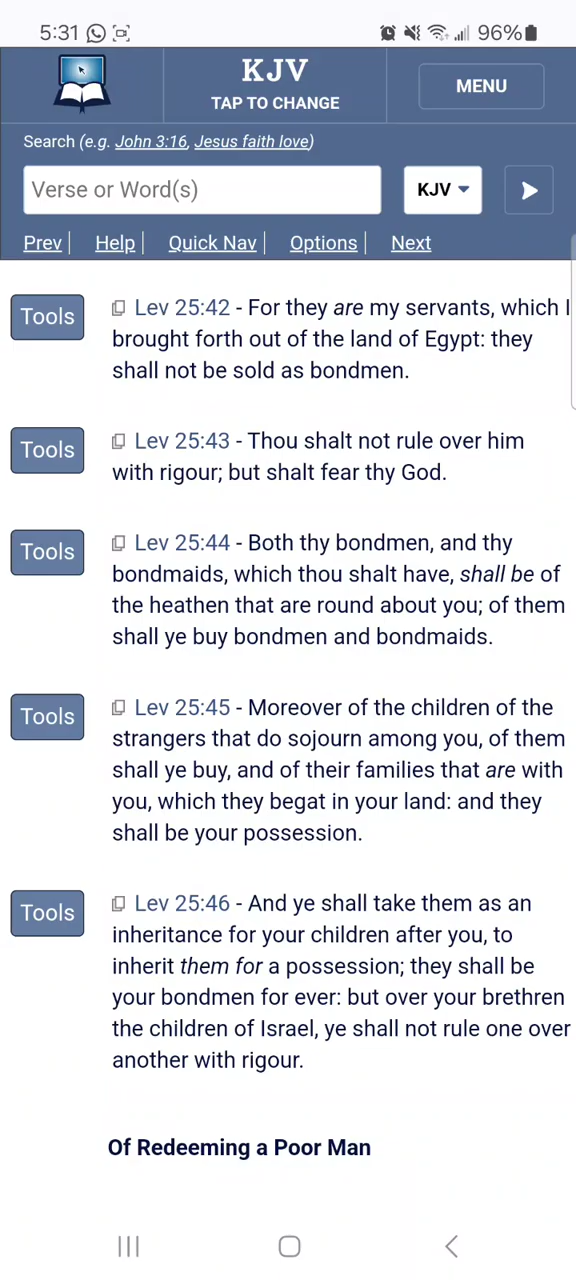 5:31 96%
KJV
TAP TO CHANGE
MENU
Search (e.g. John 3:16, Jesus faith love)
Verse or Word(s)
KJV
Prev| Help| Quick Nav| Options| Next
Tools
Lev 25:42 - For they are my servants, which I
brought forth out of the land of Egypt: they
shall not be sold as bondmen.
Tools
Lev 25:43 - Thou shalt not rule over him
with rigour; but shalt fear thy God.
Tools
Lev 25:44 - Both thy bondmen, and thy
bondmaids, which thou shalt have, shall be of
the heathen that are round about you; of them
shall ye buy bondmen and bondmaids.
Tools
Lev 25:45 - Moreover of the children of the
strangers that do sojourn among you, of them
shall ye buy, and of their families that are with
you, which they begat in your land: and they
shall be your possession.
Tools
Lev 25:46 - And ye shall take them as an
inheritance for your children after you, to
inherit them for a possession; they shall be
your bondmen for ever: but over your brethren
the children of Israel, ye shall not rule one over
another with rigour.
Of Redeeming a Poor Man